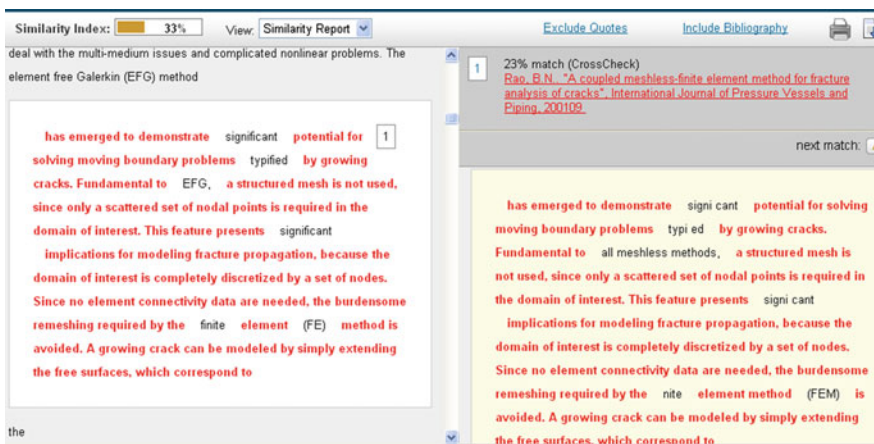 Similarity Index: 33% View: Similarity Report Exclude Quotes Include Bibliography
deal with the multi-medium issues and complicated nonlinear problems. The
element free Galerkin (EFG) method
has emerged to demonstrate significant potential for 1
solving moving boundary problems typified by growing
cracks. Fundamental to EFG, a structured mesh is not used,
since only a scattered set of nodal points is required in the
domain of interest. This feature presents significant
implications for modeling fracture propagation, because the
domain of interest is completely discretized by a set of nodes.
Since no element connectivity data are needed, the burdensome
remeshing required by the finite element (FE) method is
avoided. A growing crack can be modeled by simply extending
the free surfaces, which correspond to
the
1
23% match (CrossCheck)
Rao, B.N.. "A coupled meshless-finite element method for fracture
analysis of cracks", International Journal of Pressure Vessels and
Piping, 200109
next match:
has emerged to demonstrate signi cant potential for solving
moving boundary problems typi ed by growing cracks.
Fundamental to all meshless methods, a structured mesh is
not used, since only a scattered set of nodal points is required in
the domain of interest. This feature presents signi cant
implications for modeling fracture propagation, because the
domain of interest is completely discretized by a set of nodes.
Since no element connectivity data are needed, the burdensome
remeshing required by the nite element method (FEM) is
avoided. A growing crack can be modeled by simply extending
the free surfaces, which correspond to